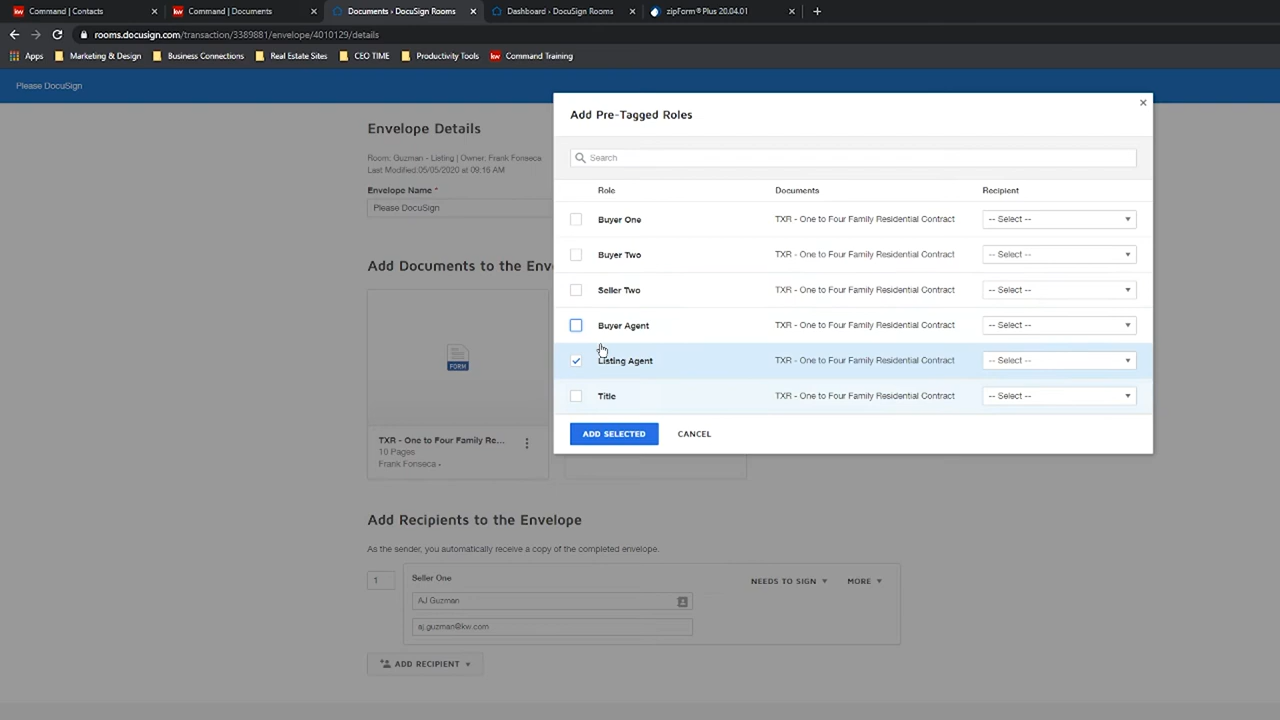 Command | Contacts
Command | Documents
Documents › DocuSign Rooms
Dashboard › DocuSign Rooms
zipForm® Plus 20.04.01
rooms.docusign.com/transaction/3389881/envelope/4010129/details
Apps
Marketing & Design
Business Connections
Real Estate Sites
CEO TIME
Productivity Tools
kw Command Training
Please DocuSign
Envelope Details
Room: Guzman - Listing | Owner: Frank Fonseca
Last Modified:05/05/2020 at 09:16 AM
Envelope Name *
Please DocuSign
Add Documents to the Enve
FORM
TXR - One to Four Family Re...
10 Pages
Frank Fonseca •
Add Pre-Tagged Roles
Search
Role Documents Recipient
Buyer One TXR - One to Four Family Residential Contract -- Select --
Buyer Two TXR - One to Four Family Residential Contract -- Select --
Seller Two TXR - One to Four Family Residential Contract -- Select --
Buyer Agent TXR - One to Four Family Residential Contract -- Select --
Listing Agent TXR - One to Four Family Residential Contract -- Select --
Title TXR - One to Four Family Residential Contract -- Select --
ADD SELECTED CANCEL
Add Recipients to the Envelope
As the sender, you automatically receive a copy of the completed envelope.
1
Seller One NEEDS TO SIGN MORE
AJ Guzman
aj.guzman@kw.com
ADD RECIPIENT